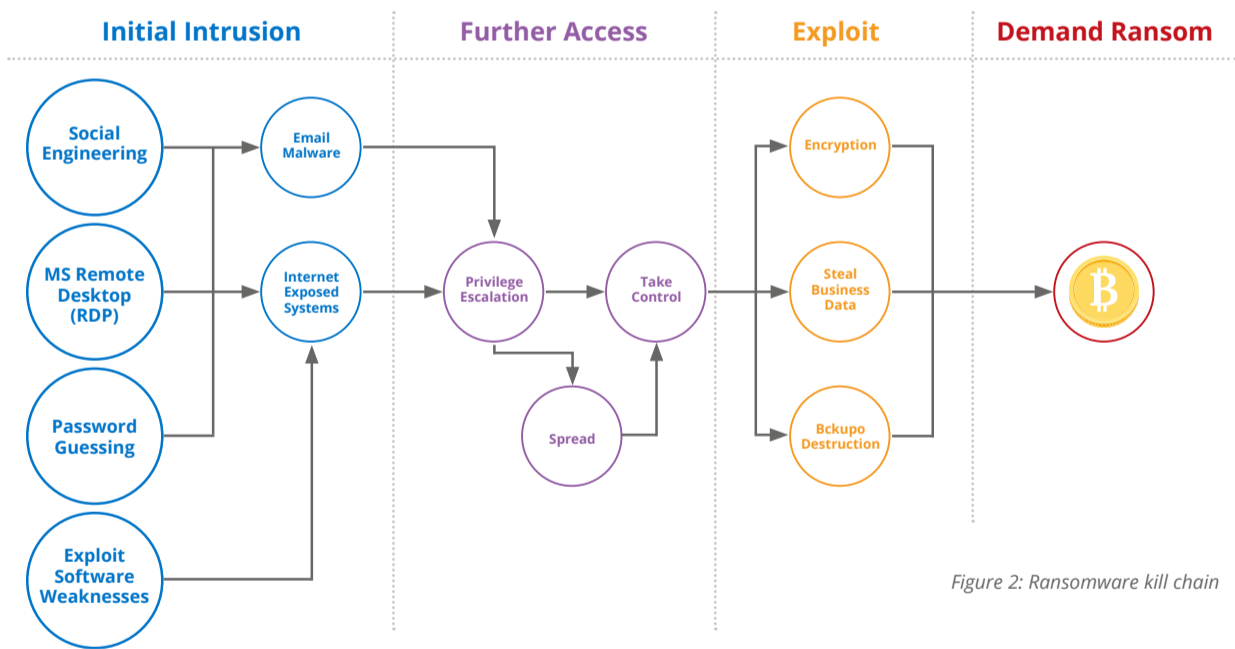 Initial Intrusion
Further Access
Exploit
Demand Ransom
Social
Engineering
MS Remote
Desktop
(RDP)
Password
Guessing
Exploit
Software
Weaknesses
Email
Malware
Internet
Exposed
Systems
Privilege
Escalation
Take
Control
Spread
Encryption
Steal
Business
Data
Bckupo
Destruction
Figure 2: Ransomware kill chain